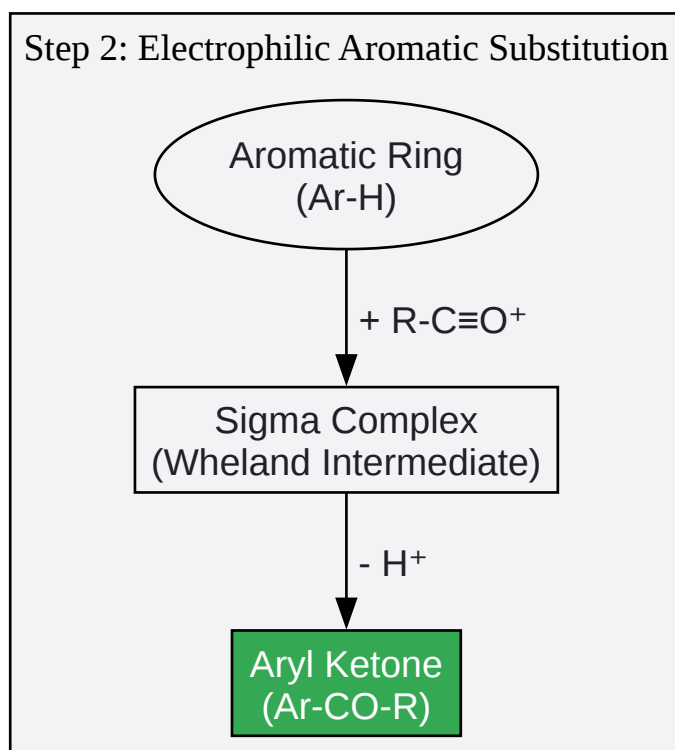 Step 2: Electrophilic Aromatic Substitution
Aromatic Ring
(Ar-H)
+ R-C≡O⁺
Sigma Complex
(Wheland Intermediate)
- H⁺
Aryl Ketone
(Ar-CO-R)